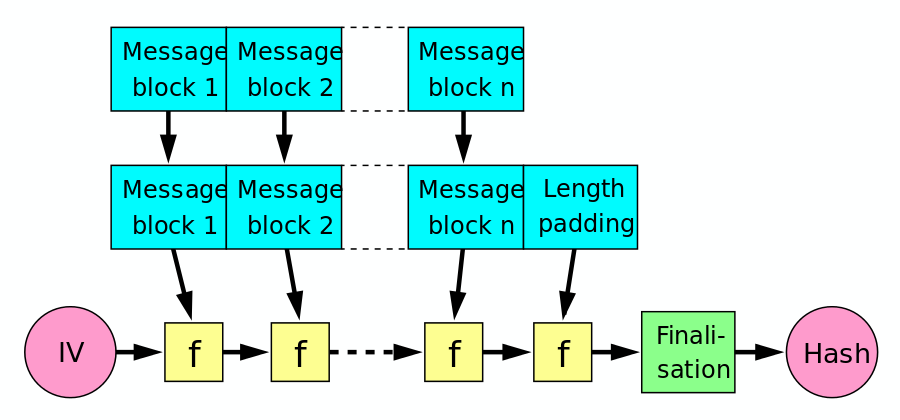 Message
block 1
Message
block 2
Message
block n
Message
block 1
Message
block 2
Message
block n
Length
padding
IV
f
f
f
f
Finali-
sation
Hash